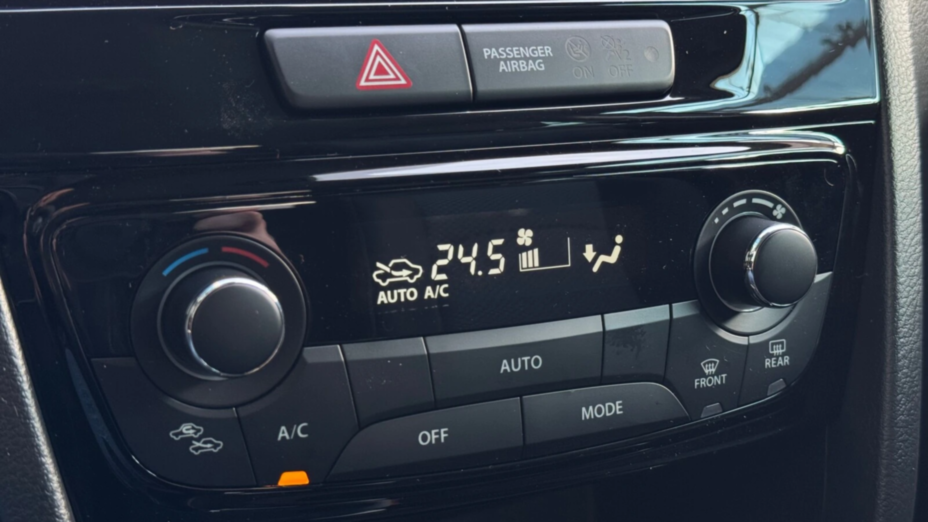 PASSENGER
AIRBAG
ON
OFF
24.5
AUTO A/C
AUTO
FRONT
REAR
A/C
OFF
MODE